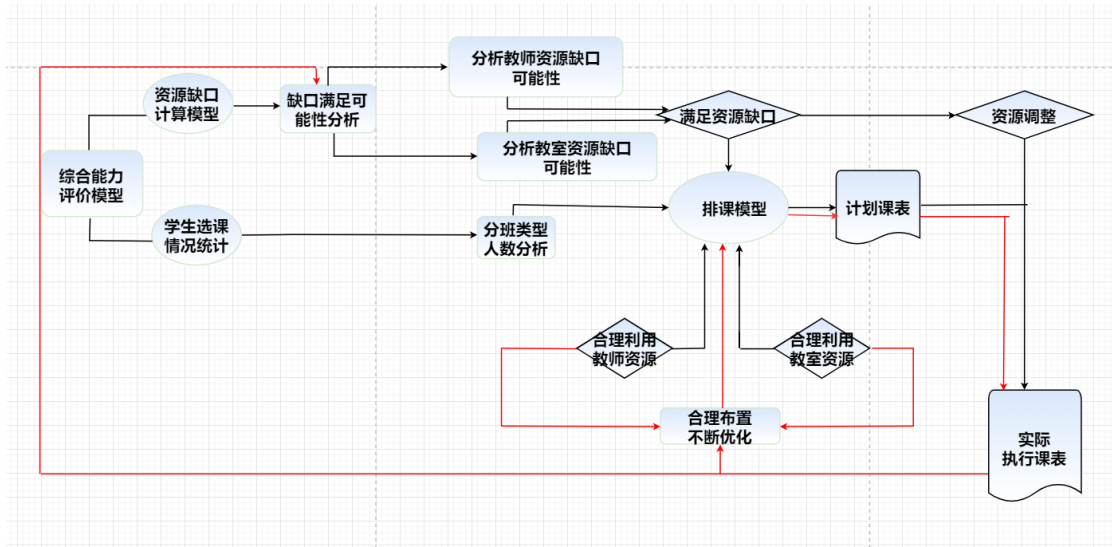 分析教师资源缺口
可能性
资源缺口
计算模型
缺口满足可
能性分析
满足资源缺口
资源调整
分析教室资源缺口
可能性
综合能力
评价模型
学生选课
情况统计
分班类型
人数分析
排课模型
计划课表
合理利用
教师资源
合理利用
教室资源
合理布置
不断优化
实际
执行课表